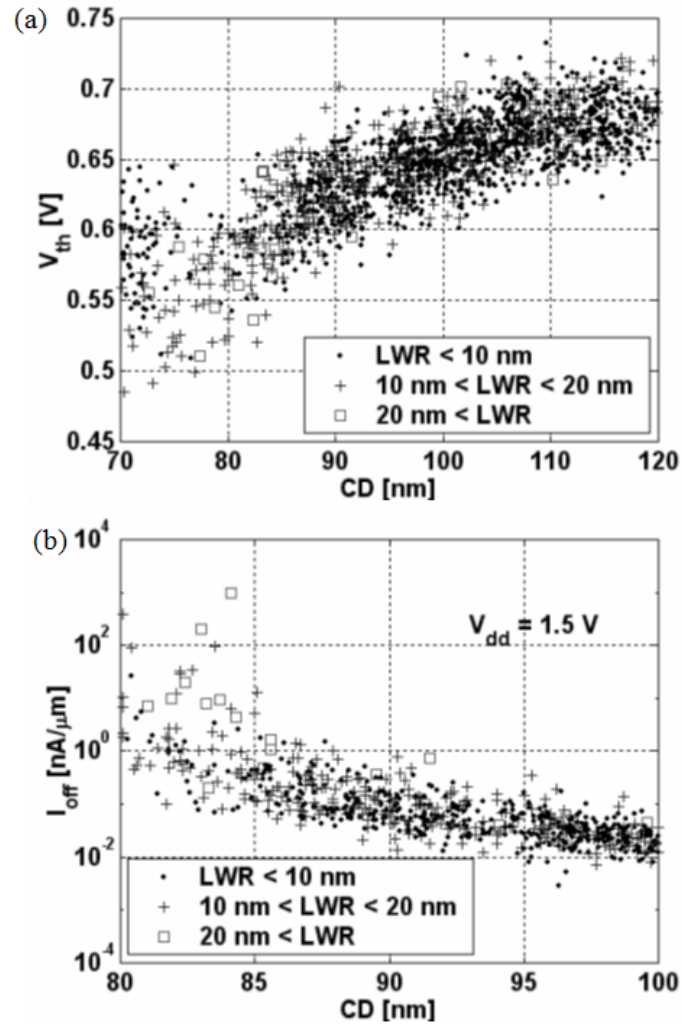 (a)
0.75
0.7
0.65
0.6
0.55
0.5
0.45
V_th [V]
LWR < 10 nm
10 nm < LWR < 20 nm
20 nm < LWR
70 80 90 100 110 120
CD [nm]
(b)
10^4
10^2
10^0
10^-2
10^-4
I_off [nA/μm]
V_dd = 1.5 V
LWR < 10 nm
10 nm < LWR < 20 nm
20 nm < LWR
80 85 90 95 100
CD [nm]